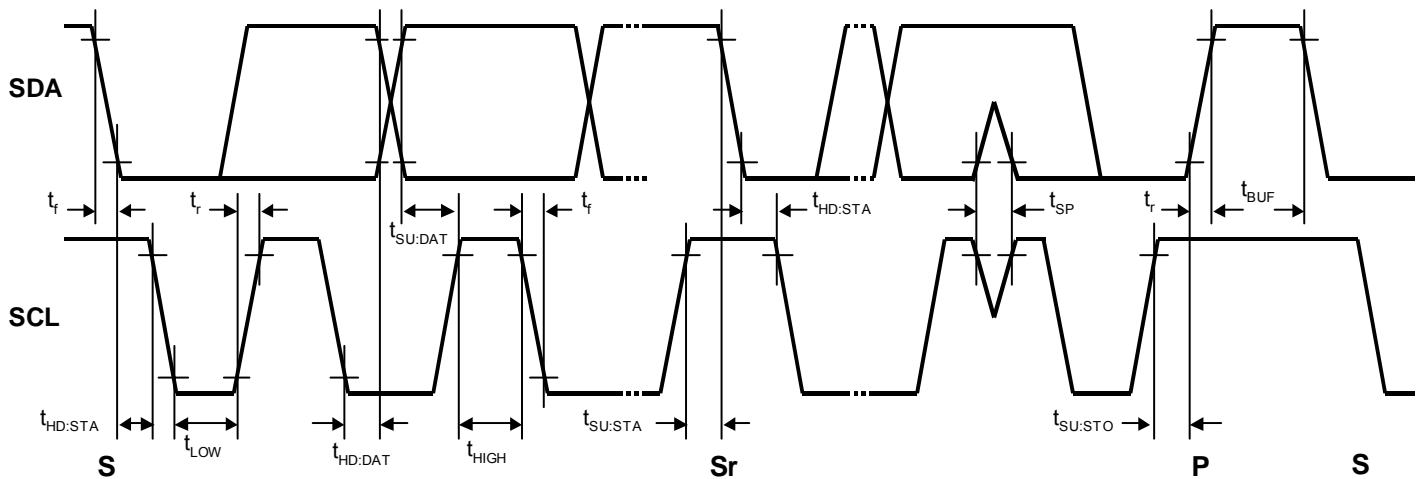 SDA
t_f
t_r
t_SU:DAT
t_f
t_HD:STA
t_SP
t_r
t_BUF
SCL
t_HD:STA
t_LOW
t_HD:DAT
t_HIGH
t_SU:STA
t_SU:STO
S
Sr
P
S